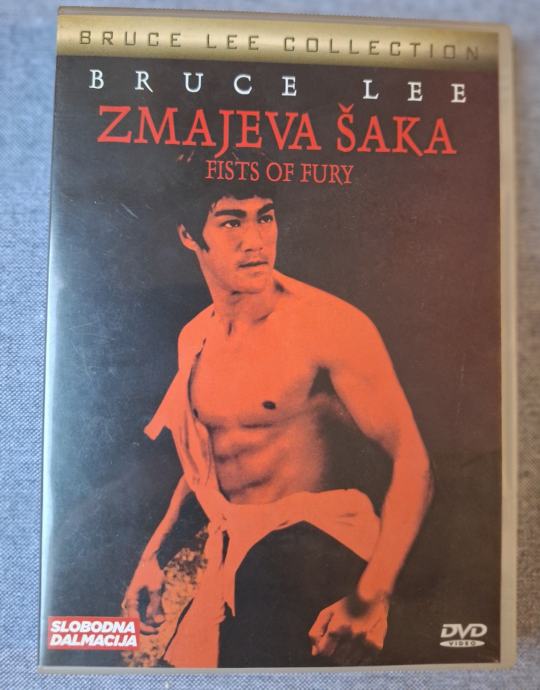 BRUCE LEE COLLECTION
BRUCE LEE
ZMAJEVA ŠAKA
FISTS OF FURY
SLOBODNA
DALMACIJA
DVD
VIDEO